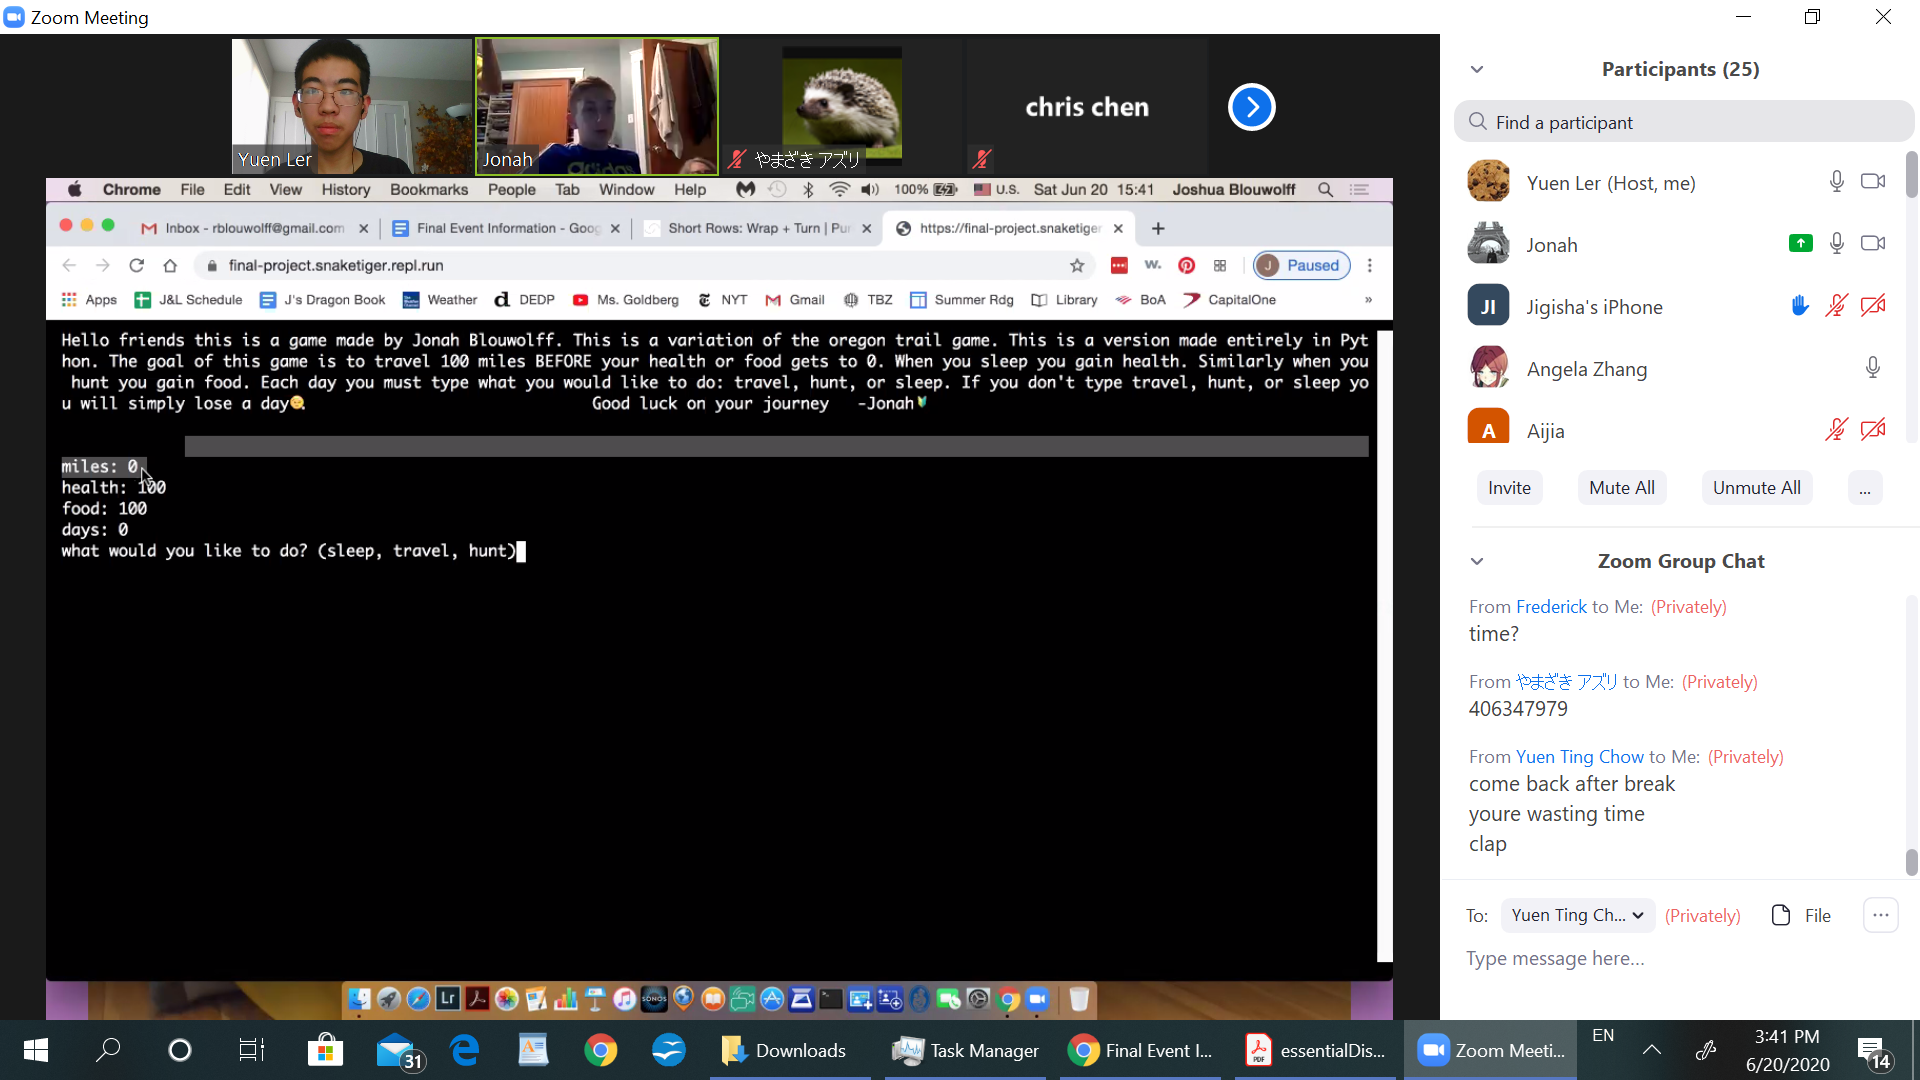 Zoom Meeting
Yuen Ler
Jonah
やまざき アズリ
chris chen
Chrome File Edit View History Bookmarks People Tab Window Help 100% U.S. Sat Jun 20 15:41 Joshua Blouwolff
Inbox - rblouwolff@gmail.com
Final Event Information - Goog
Short Rows: Wrap + Turn | Pur
https://final-project.snaketiger
final-project.snaketiger.repl.run
W.
J Paused
Apps J&L Schedule J's Dragon Book Weather d DEDP Ms. Goldberg NYT Gmail TBZ Summer Rdg Library BoA CapitalOne »
Hello friends this is a game made by Jonah Blouwolff. This is a variation of the oregon trail game. This is a version made entirely in Pyt
hon. The goal of this game is to travel 100 miles BEFORE your health or food gets to 0. When you sleep you gain health. Similarly when you
hunt you gain food. Each day you must type what you would like to do: travel, hunt, or sleep. If you don't type travel, hunt, or sleep yo
u will simply lose a day Good luck on your journey -Jonah
miles: 0
health: 100
food: 100
days: 0
what would you like to do? (sleep, travel, hunt)
Lr
SONOS
Participants (25)
Find a participant
Yuen Ler (Host, me)
Jonah
JI Jigisha's iPhone
Angela Zhang
A Aijia
Invite Mute All Unmute All ...
Zoom Group Chat
From Frederick to Me: (Privately)
time?
From やまざき アズリ to Me: (Privately)
406347979
From Yuen Ting Chow to Me: (Privately)
come back after break
youre wasting time
clap
To: Yuen Ting Ch... (Privately) File ...
Type message here...
31
Downloads
Task Manager
Final Event I...
PDF
essentialDis...
Zoom Meeti...
EN
3:41 PM
6/20/2020
14